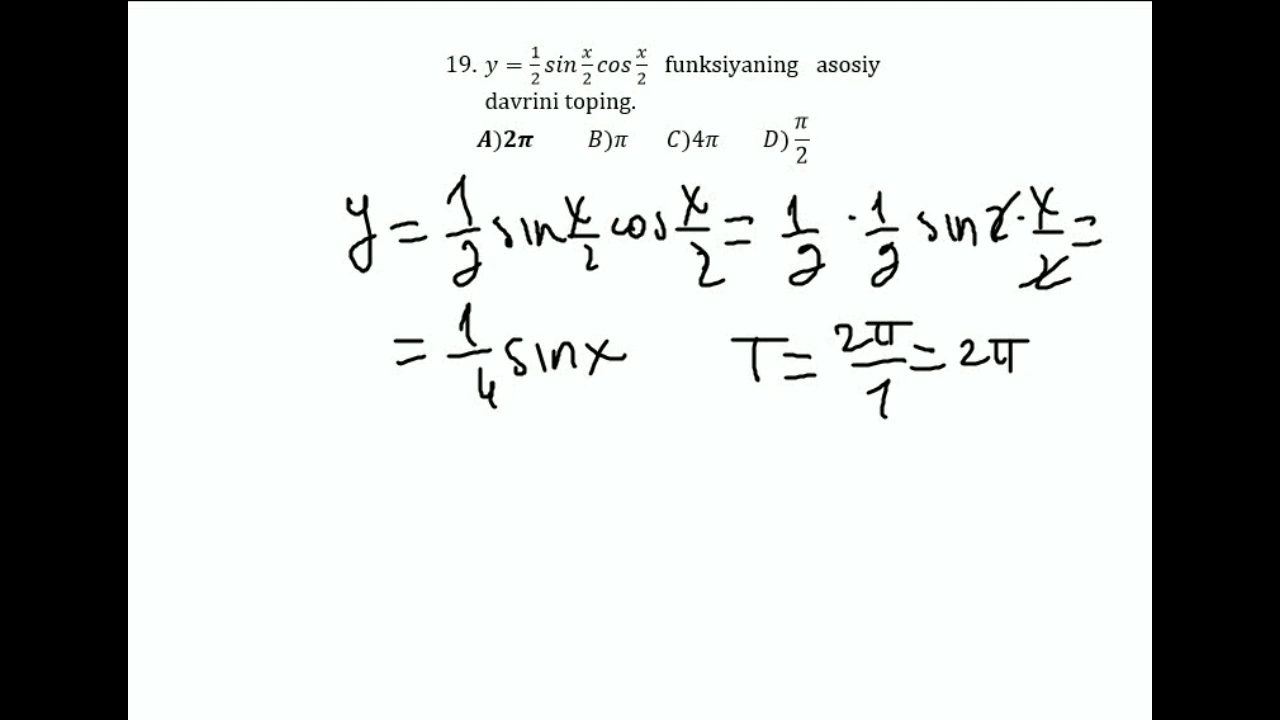 19. y = 1/2 sin x/2 cos x/2 funksiyaning asosiy
davrini toping.
A)2π B)π C)4π D) π/2
y = 1/2 sin x/2 cos x/2 = 1/2 · 1/2 sin 2 · x/2 =
= 1/4 sin x T = 2π/1 = 2π